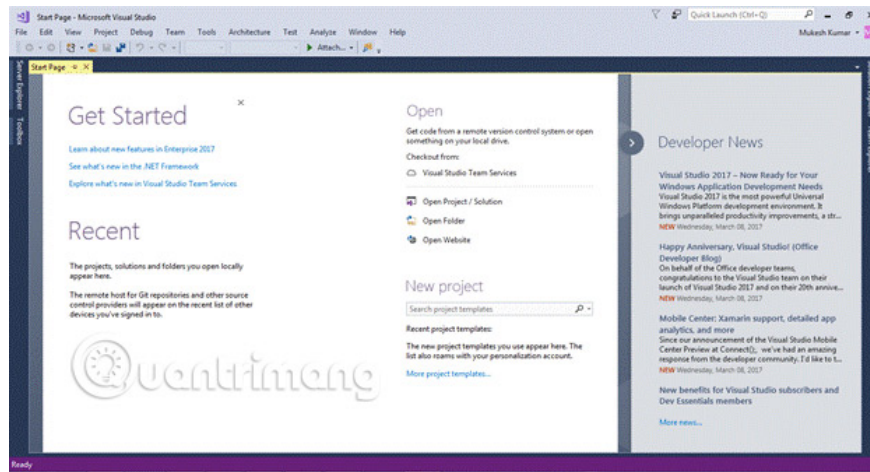 Start Page - Microsoft Visual Studio
Quick Launch (Ctrl+Q)
File Edit View Project Debug Team Tools Architecture Test Analyze Window Help
Mukesh Kumar
Attach...
Server Explorer
Toolbox
Start Page
Get Started
Learn about new features in Enterprise 2017
See what's new in the .NET Framework
Explore what's new in Visual Studio Team Services
Recent
The projects, solutions and folders you open locally
appear here.
The remote host for Git repositories and other source
control providers will appear on the recent list of other
devices you've signed in to.
Quantrimang
Open
Get code from a remote version control system or open
something on your local drive.
Checkout from:
Visual Studio Team Services
Open Project / Solution
Open Folder
Open Website
New project
Search project templates
Recent project templates:
The new project templates you use appear here. The
list also roams with your personalization account.
More project templates...
Developer News
Visual Studio 2017 – Now Ready for Your
Windows Application Development Needs
Visual Studio 2017 is the most powerful Universal
Windows Platform development environment. It
brings unparalleled productivity improvements, a str...
NEW Wednesday, March 08, 2017
Happy Anniversary, Visual Studio! (Office
Developer Blog)
On behalf of the Office developer teams,
congratulations to the Visual Studio team on their
launch of Visual Studio 2017 and on their 20th annive...
NEW Wednesday, March 08, 2017
Mobile Center: Xamarin support, detailed app
analytics, and more
Since our announcement of the Visual Studio Mobile
Center Preview at Connect();, we've had an amazing
response from the developer community. I'd like to t...
NEW Wednesday, March 08, 2017
New benefits for Visual Studio subscribers and
Dev Essentials members
More news...
Ready